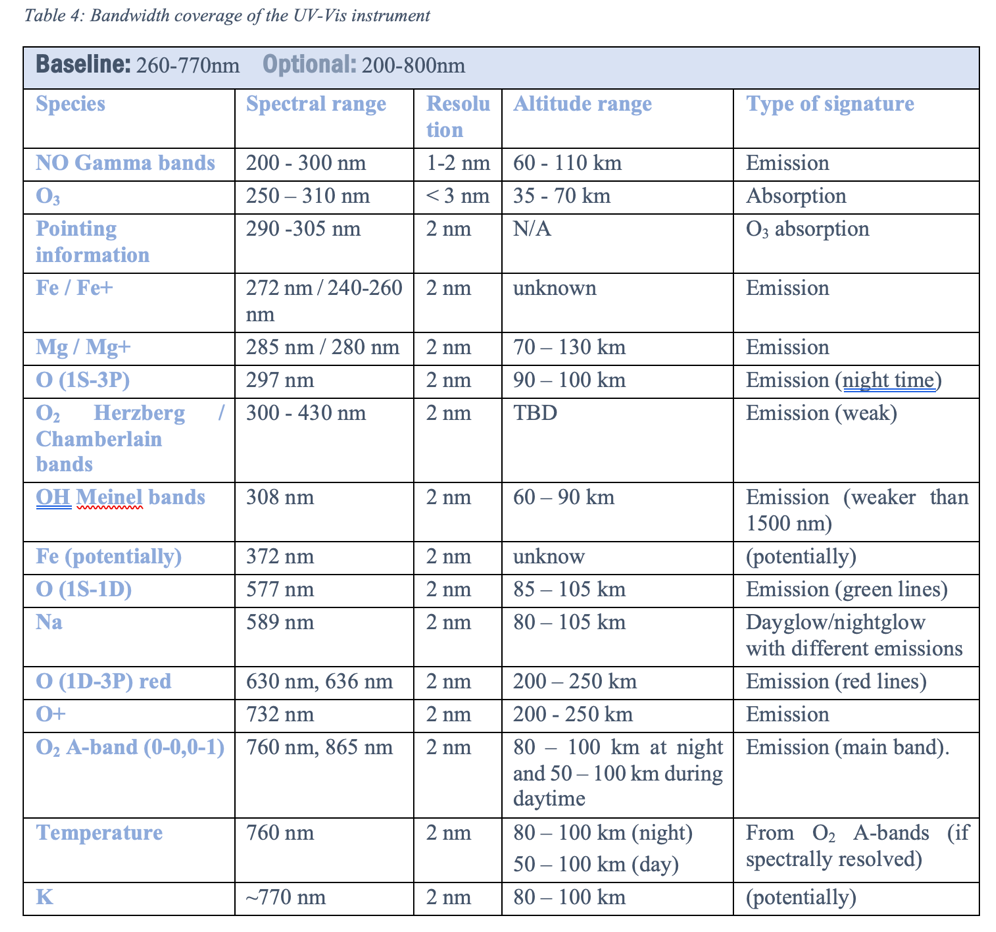 Table 4: Bandwidth coverage of the UV-Vis instrument
Baseline: 260-770nm Optional: 200-800nm
Species Spectral range Resolu Altitude range Type of signature
tion
NO Gamma bands 200 - 300 nm 1-2 nm 60 - 110 km Emission
O3 250 – 310 nm < 3 nm 35 - 70 km Absorption
Pointing 290 -305 nm 2 nm N/A O3 absorption
information
Fe / Fe+ 272 nm / 240-260 2 nm unknown Emission
nm
Mg / Mg+ 285 nm / 280 nm 2 nm 70 – 130 km Emission
O (1S-3P) 297 nm 2 nm 90 – 100 km Emission (night time)
O2 Herzberg / 300 - 430 nm 2 nm TBD Emission (weak)
Chamberlain
bands
OH Meinel bands 308 nm 2 nm 60 – 90 km Emission (weaker than
1500 nm)
Fe (potentially) 372 nm 2 nm unknow (potentially)
O (1S-1D) 577 nm 2 nm 85 – 105 km Emission (green lines)
Na 589 nm 2 nm 80 – 105 km Dayglow/nightglow
with different emissions
O (1D-3P) red 630 nm, 636 nm 2 nm 200 – 250 km Emission (red lines)
O+ 732 nm 2 nm 200 - 250 km Emission
O2 A-band (0-0,0-1) 760 nm, 865 nm 2 nm 80 – 100 km at night Emission (main band).
and 50 – 100 km during
daytime
Temperature 760 nm 2 nm 80 – 100 km (night) From O2 A-bands (if
50 – 100 km (day) spectrally resolved)
K ~770 nm 2 nm 80 – 100 km (potentially)